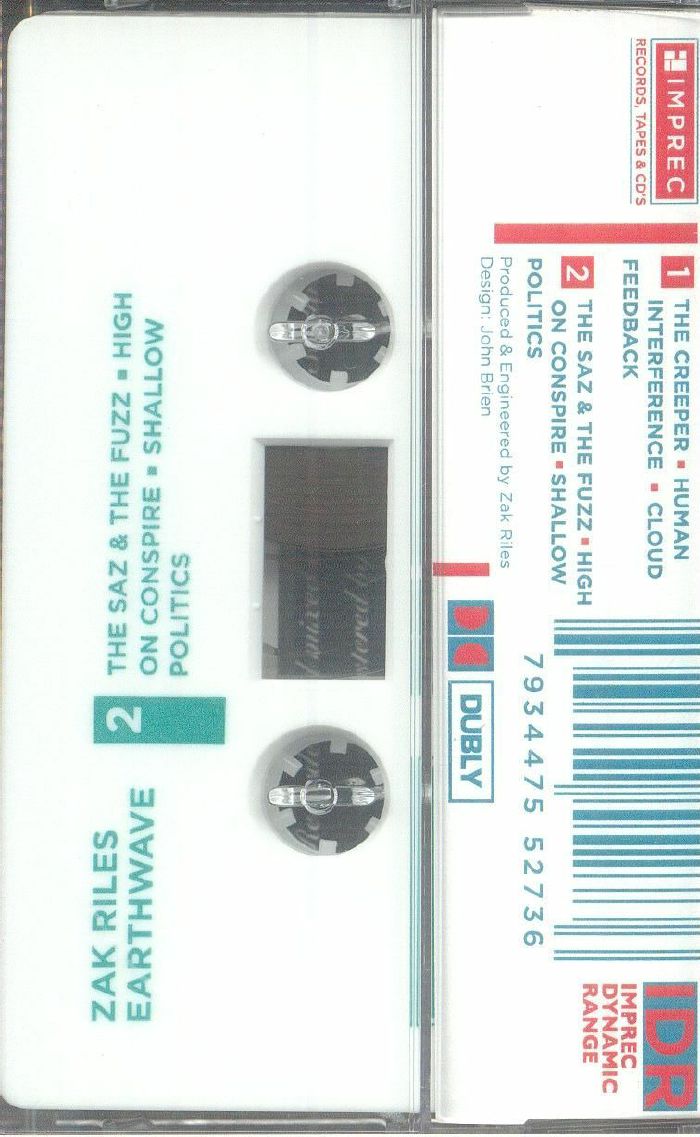 ZAK RILES
EARTHWAVE
2
THE SAZ & THE FUZZ ▪ HIGH
ON CONSPIRE ▪ SHALLOW
POLITICS
IMPREC
RECORDS, TAPES & CD'S
1 THE CREEPER ▪ HUMAN
INTERFERENCE ▪ CLOUD
FEEDBACK
2 THE SAZ & THE FUZZ ▪ HIGH
ON CONSPIRE ▪ SHALLOW
POLITICS
Produced & Engineered by Zak Riles
Design: John Brien
DUBLY
7 93447 5 52736
IDR
IMPREC
DYNAMIC
RANGE